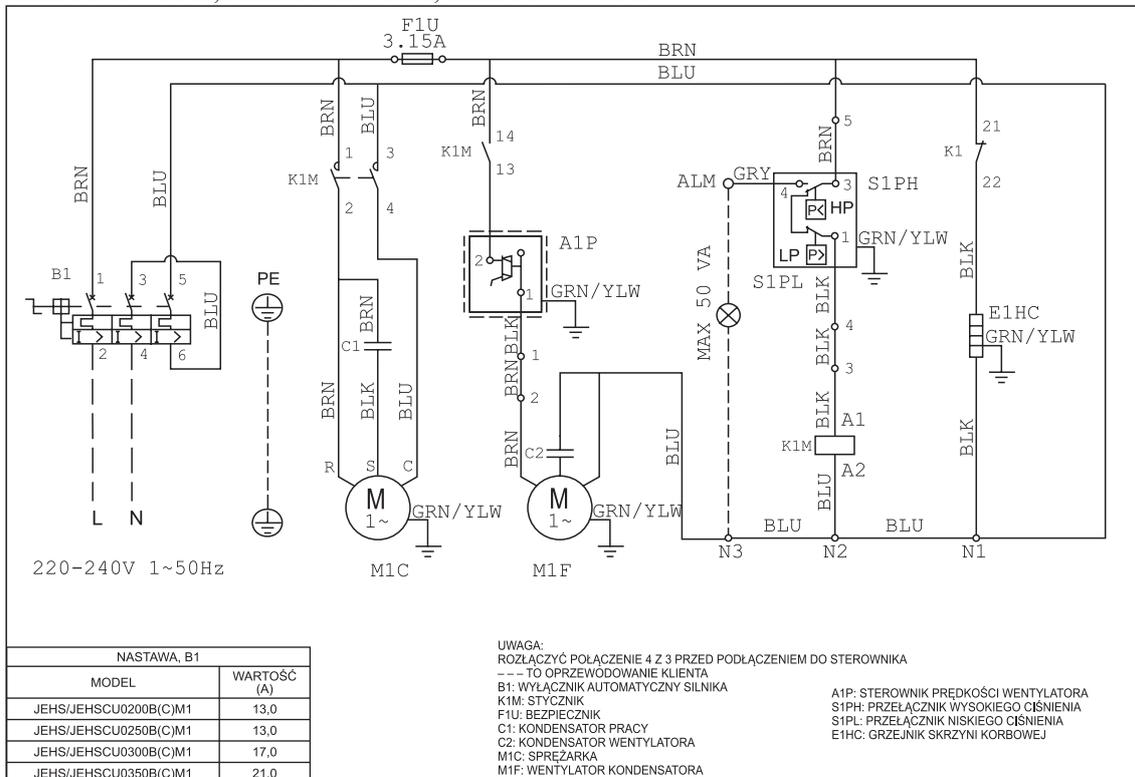 F1U
3.15A
BRN
BLU
BRN
BLU
BRN
BLU
BRN
BRN
14
K1M
13
5
21
K1
22
1
3
K1M
2
4
ALM
GRY
4
3
S1PH
P<
HP
1
GRN/YLW
LP
P>
S1PL
A1P
2
1
GRN/YLW
B1
1
3
5
BLU
2
4
6
PE
BRN
C1
MAX 50 VA
BLK
4
BLK
3
BLK
BLK
E1HC
GRN/YLW
BLK
BLK
1
BRN
2
BRN
BLK
BLU
BRN
C2
BLU
A1
K1M
A2
BLU
R
S
C
M
1~
GRN/YLW
M
1~
GRN/YLW
L
N
BLU
BLU
N3
N2
N1
220-240V 1~50Hz
M1C
M1F
NASTAWA, B1
MODEL
WARTOŚĆ
(A)
JEHS/JEHSCU0200B(C)M1
13,0
JEHS/JEHSCU0250B(C)M1
13,0
JEHS/JEHSCU0300B(C)M1
17,0
JEHS/JEHSCU0350B(C)M1
21,0
UWAGA:
ROZŁĄCZYĆ POŁĄCZENIE 4 Z 3 PRZED PODŁĄCZENIEM DO STEROWNIKA
– – – TO OPRZEWODOWANIE KLIENTA
B1: WYŁĄCZNIK AUTOMATYCZNY SILNIKA
K1M: STYCZNIK
F1U: BEZPIECZNIK
C1: KONDENSATOR PRACY
C2: KONDENSATOR WENTYLATORA
M1C: SPRĘŻARKA
M1F: WENTYLATOR KONDENSATORA
A1P: STEROWNIK PRĘDKOŚCI WENTYLATORA
S1PH: PRZEŁĄCZNIK WYSOKIEGO CIŚNIENIA
S1PL: PRZEŁĄCZNIK NISKIEGO CIŚNIENIA
E1HC: GRZEJNIK SKRZYNI KORBOWEJ